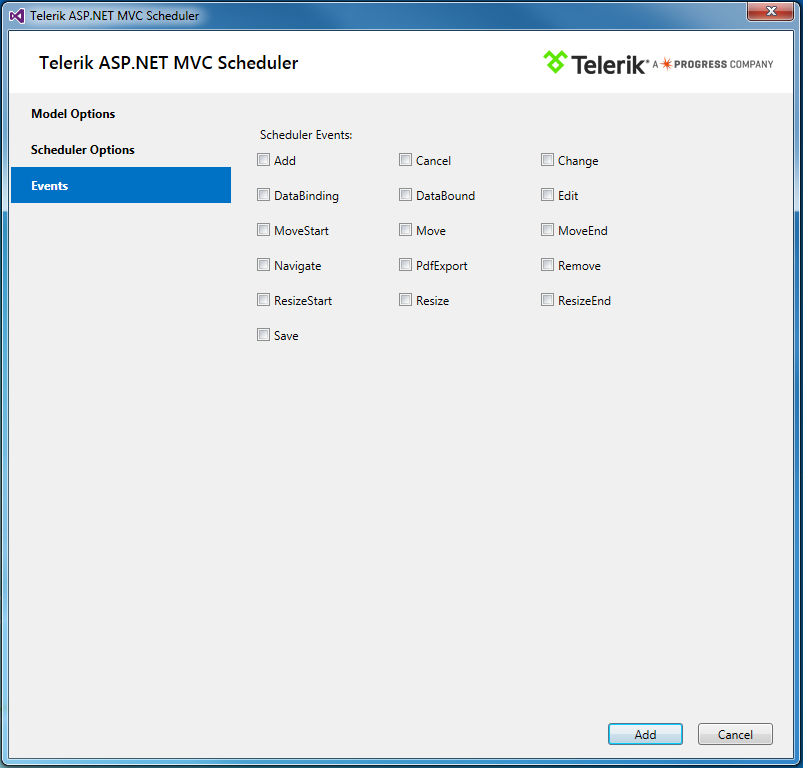 Telerik ASP.NET MVC Scheduler
Telerik ASP.NET MVC Scheduler
Telerik A PROGRESS COMPANY
Model Options
Scheduler Options
Events
Scheduler Events:
Add Cancel Change
DataBinding DataBound Edit
MoveStart Move MoveEnd
Navigate PdfExport Remove
ResizeStart Resize ResizeEnd
Save
Add Cancel